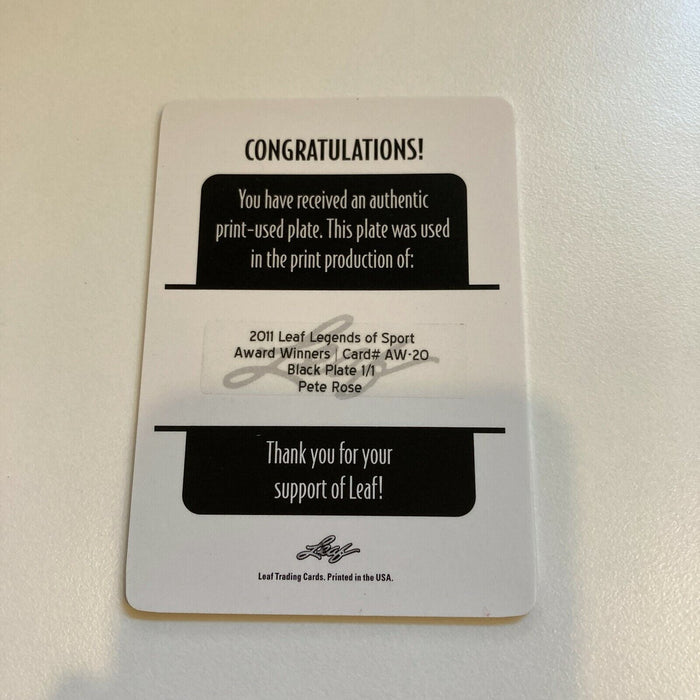 CONGRATULATIONS!
You have received an authentic
print-used plate. This plate was used
in the print production of:
Leaf
2011 Leaf Legends of Sport
Award Winners | Card# AW-20
Black Plate 1/1
Pete Rose
Thank you for your
support of Leaf!
Leaf
Leaf Trading Cards. Printed in the USA.